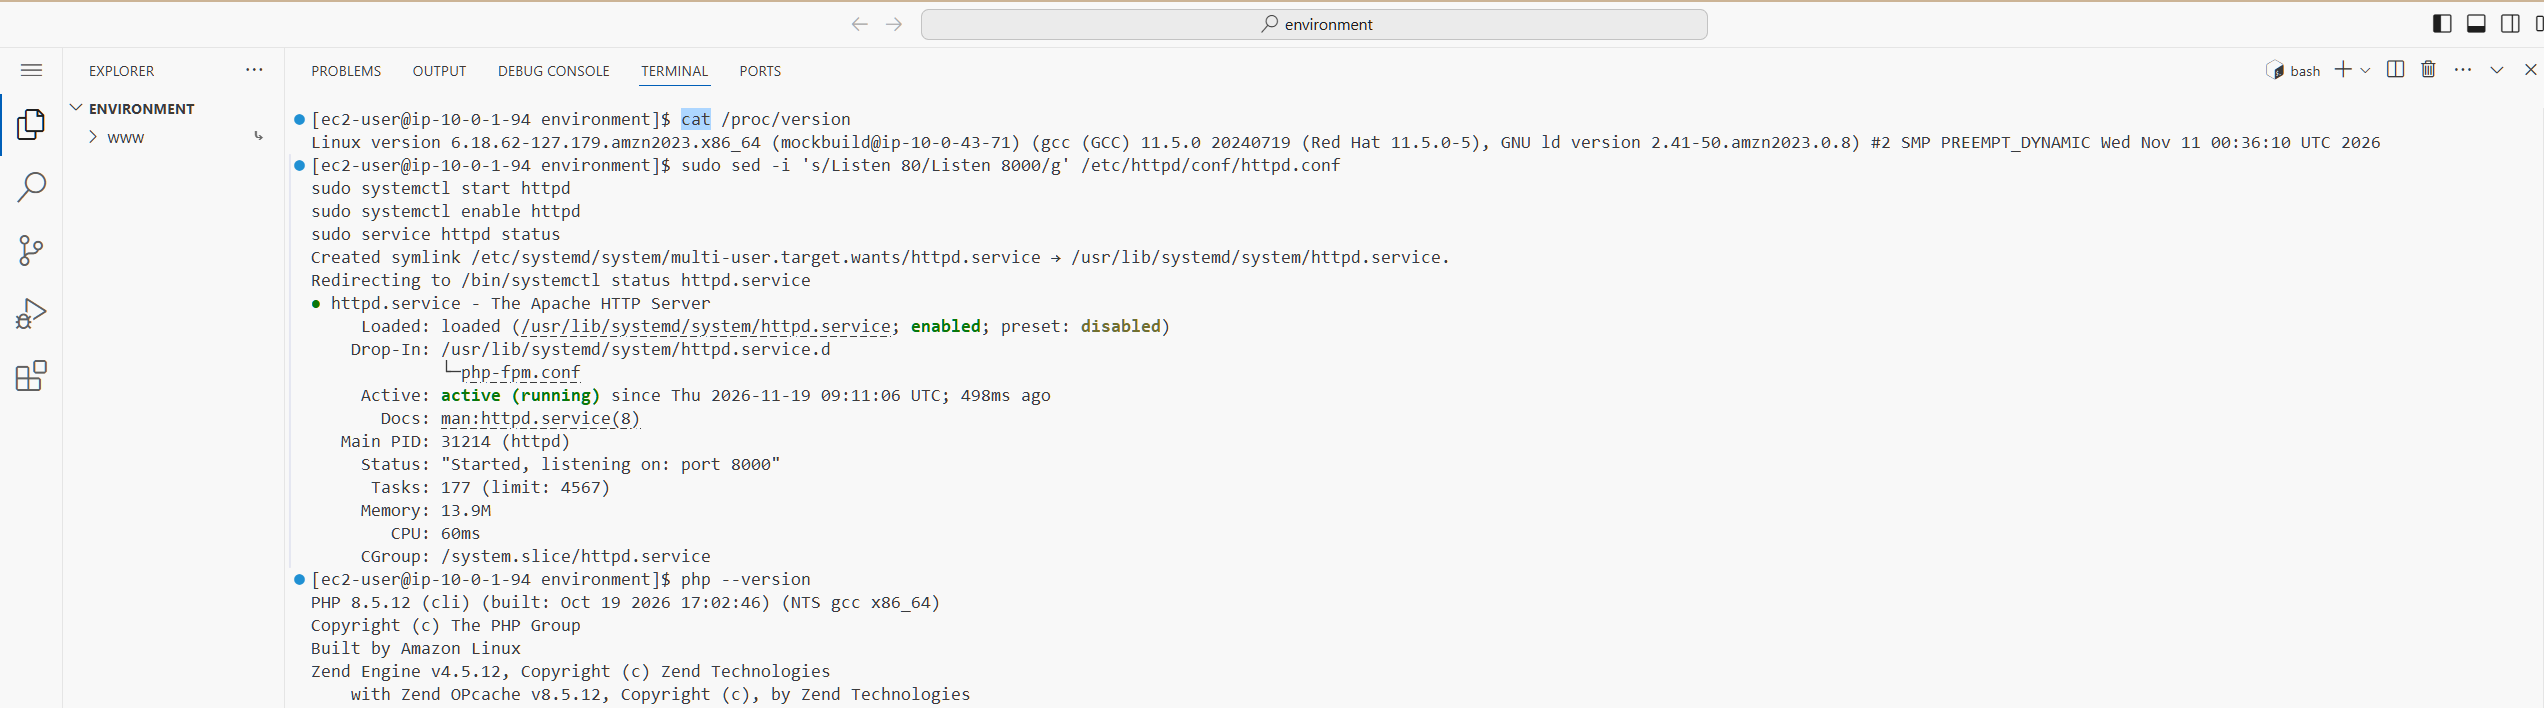 environment
EXPLORER
ENVIRONMENT
www
PROBLEMS OUTPUT DEBUG CONSOLE TERMINAL PORTS
bash
[ec2-user@ip-10-0-1-94 environment]$ cat /proc/version
Linux version 6.18.62-127.179.amzn2023.x86_64 (mockbuild@ip-10-0-43-71) (gcc (GCC) 11.5.0 20240719 (Red Hat 11.5.0-5), GNU ld version 2.41-50.amzn2023.0.8) #2 SMP PREEMPT_DYNAMIC Wed Nov 11 00:36:10 UTC 2026
[ec2-user@ip-10-0-1-94 environment]$ sudo sed -i 's/Listen 80/Listen 8000/g' /etc/httpd/conf/httpd.conf
sudo systemctl start httpd
sudo systemctl enable httpd
sudo service httpd status
Created symlink /etc/systemd/system/multi-user.target.wants/httpd.service → /usr/lib/systemd/system/httpd.service.
Redirecting to /bin/systemctl status httpd.service
● httpd.service - The Apache HTTP Server
Loaded: loaded (/usr/lib/systemd/system/httpd.service; enabled; preset: disabled)
Drop-In: /usr/lib/systemd/system/httpd.service.d
└─php-fpm.conf
Active: active (running) since Thu 2026-11-19 09:11:06 UTC; 498ms ago
Docs: man:httpd.service(8)
Main PID: 31214 (httpd)
Status: "Started, listening on: port 8000"
Tasks: 177 (limit: 4567)
Memory: 13.9M
CPU: 60ms
CGroup: /system.slice/httpd.service
[ec2-user@ip-10-0-1-94 environment]$ php --version
PHP 8.5.12 (cli) (built: Oct 19 2026 17:02:46) (NTS gcc x86_64)
Copyright (c) The PHP Group
Built by Amazon Linux
Zend Engine v4.5.12, Copyright (c) Zend Technologies
with Zend OPcache v8.5.12, Copyright (c), by Zend Technologies